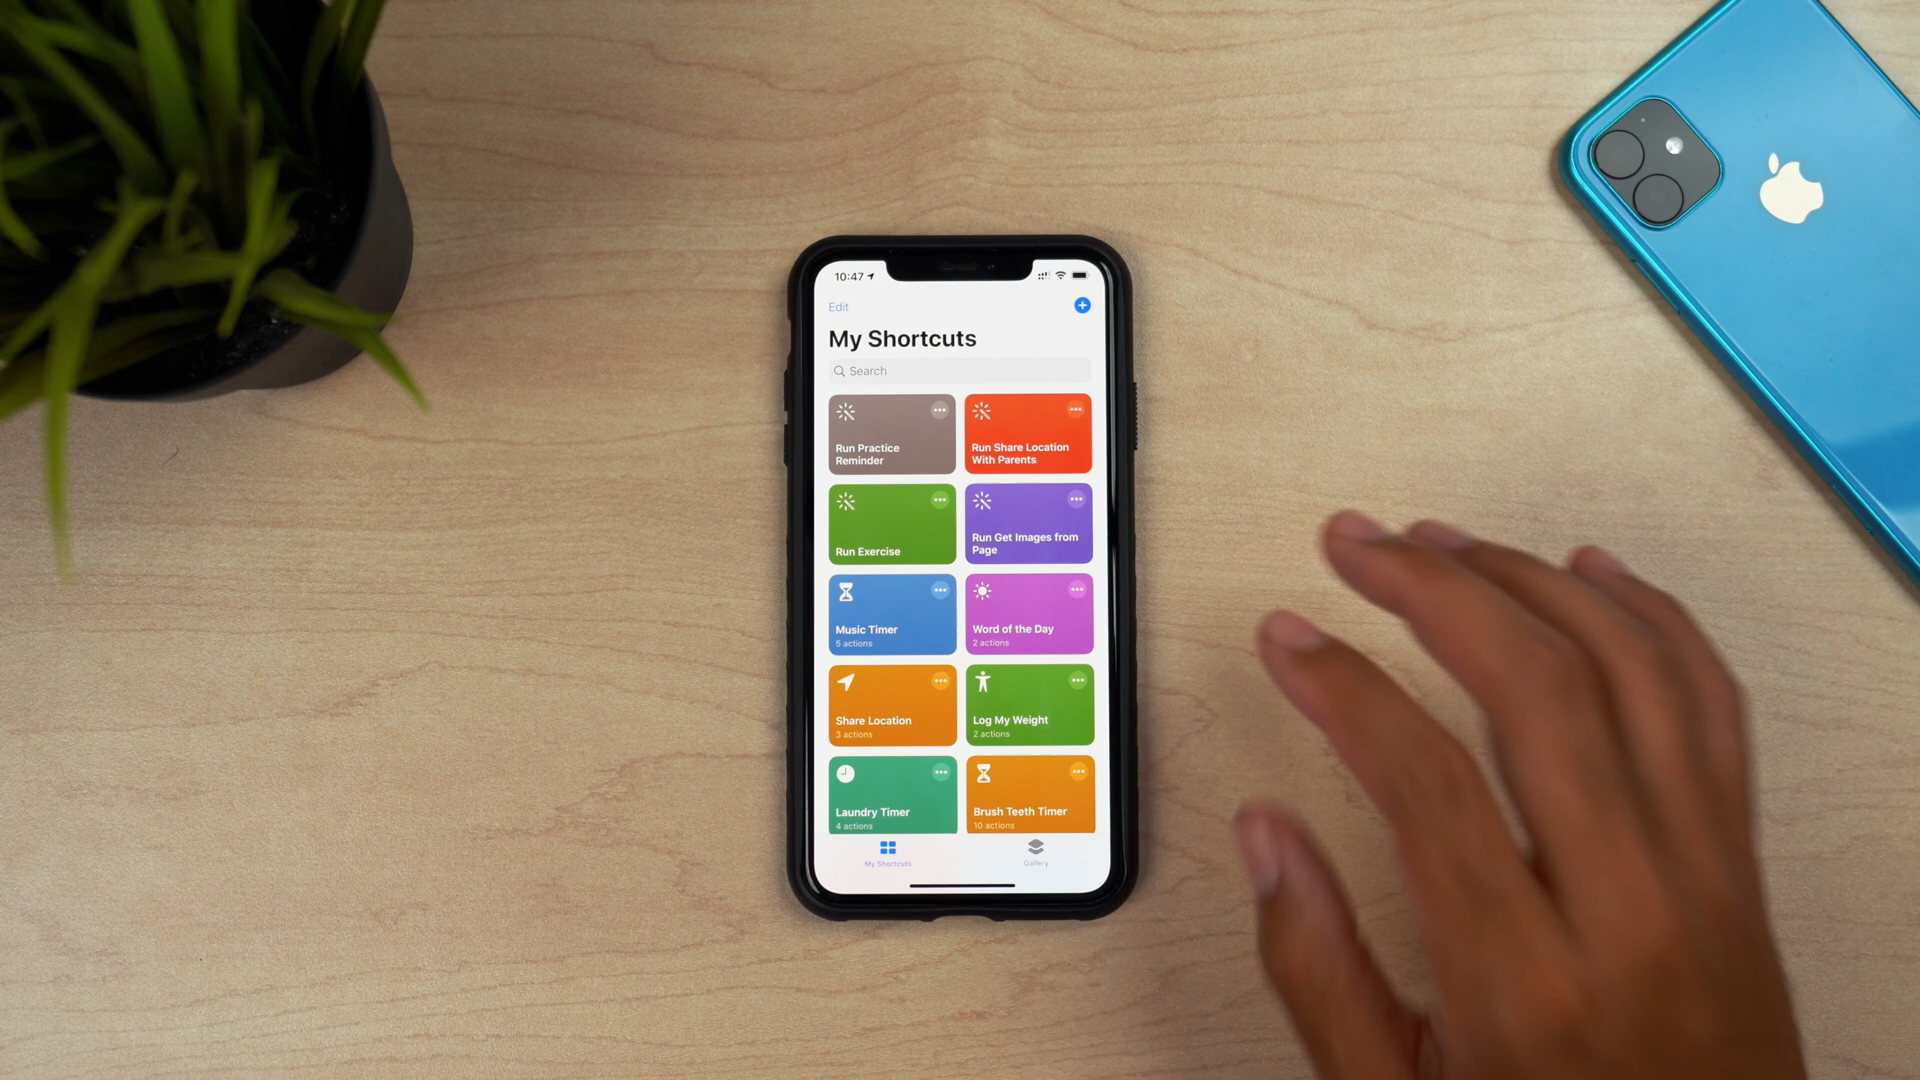 10:47
Edit
My Shortcuts
Search
Run Practice
Reminder
Run Share Location
With Parents
Run Exercise
Run Get Images from
Page
Music Timer
5 actions
Word of the Day
2 actions
Share Location
3 actions
Log My Weight
2 actions
Laundry Timer
4 actions
Brush Teeth Timer
10 actions
My Shortcuts
Gallery